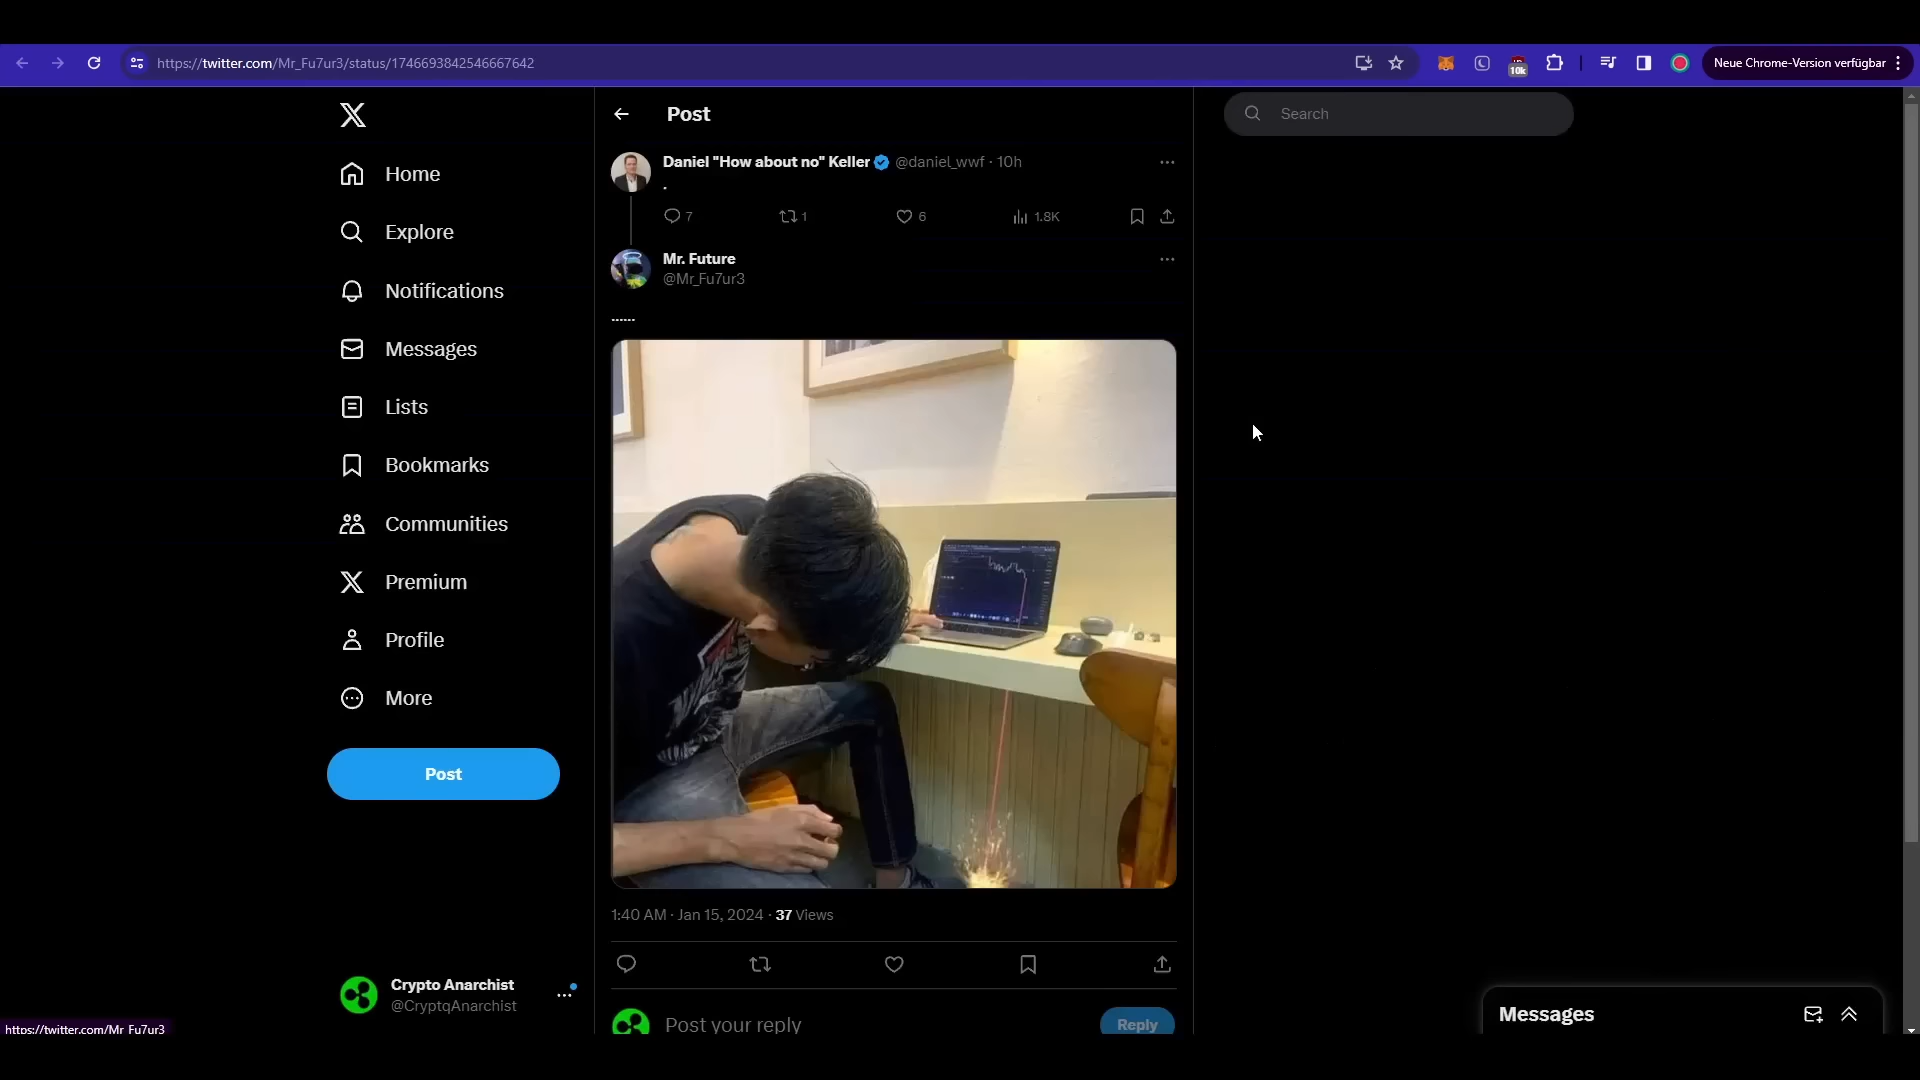 https://twitter.com/Mr_Fu7ur3/status/1746693842546667642
10k
Neue Chrome-Version verfügbar
Home
Explore
Notifications
Messages
Lists
Bookmarks
Communities
Premium
Profile
More
Post
Crypto Anarchist
@CryptqAnarchist
https://twitter.com/Mr_Fu7ur3
Post
Daniel "How about no" Keller @daniel_wwf · 10h
.
7 1 6 1.8K
Mr. Future
@Mr_Fu7ur3
......
1:40 AM · Jan 15, 2024 · 37 Views
Post your reply
Reply
Search
Messages